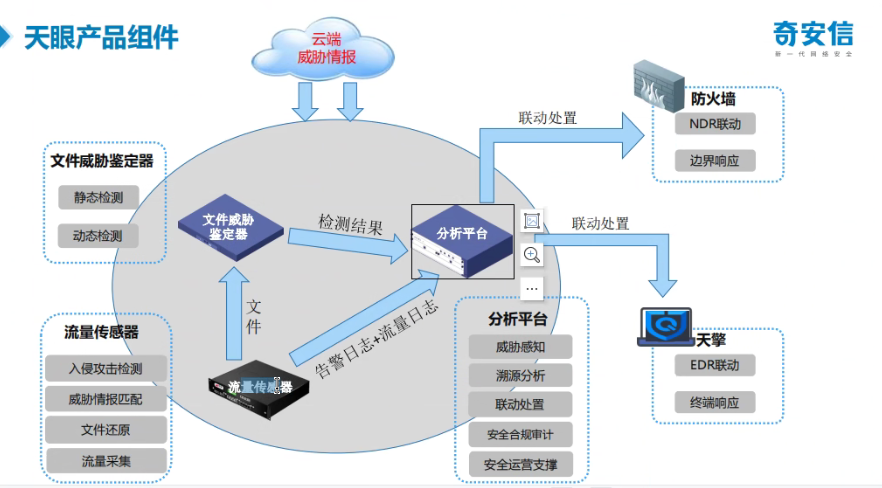 天眼产品组件
奇安信
新一代网络安全
云端
威胁情报
防火墙
NDR联动
边界响应
联动处置
文件威胁鉴定器
静态检测
动态检测
文件威胁
鉴定器
检测结果
分析平台
联动处置
文件
告警日志+流量日志
流量传感器
流量传感器
入侵攻击检测
威胁情报匹配
文件还原
流量采集
分析平台
威胁感知
溯源分析
联动处置
安全合规审计
安全运营支撑
天擎
EDR联动
终端响应